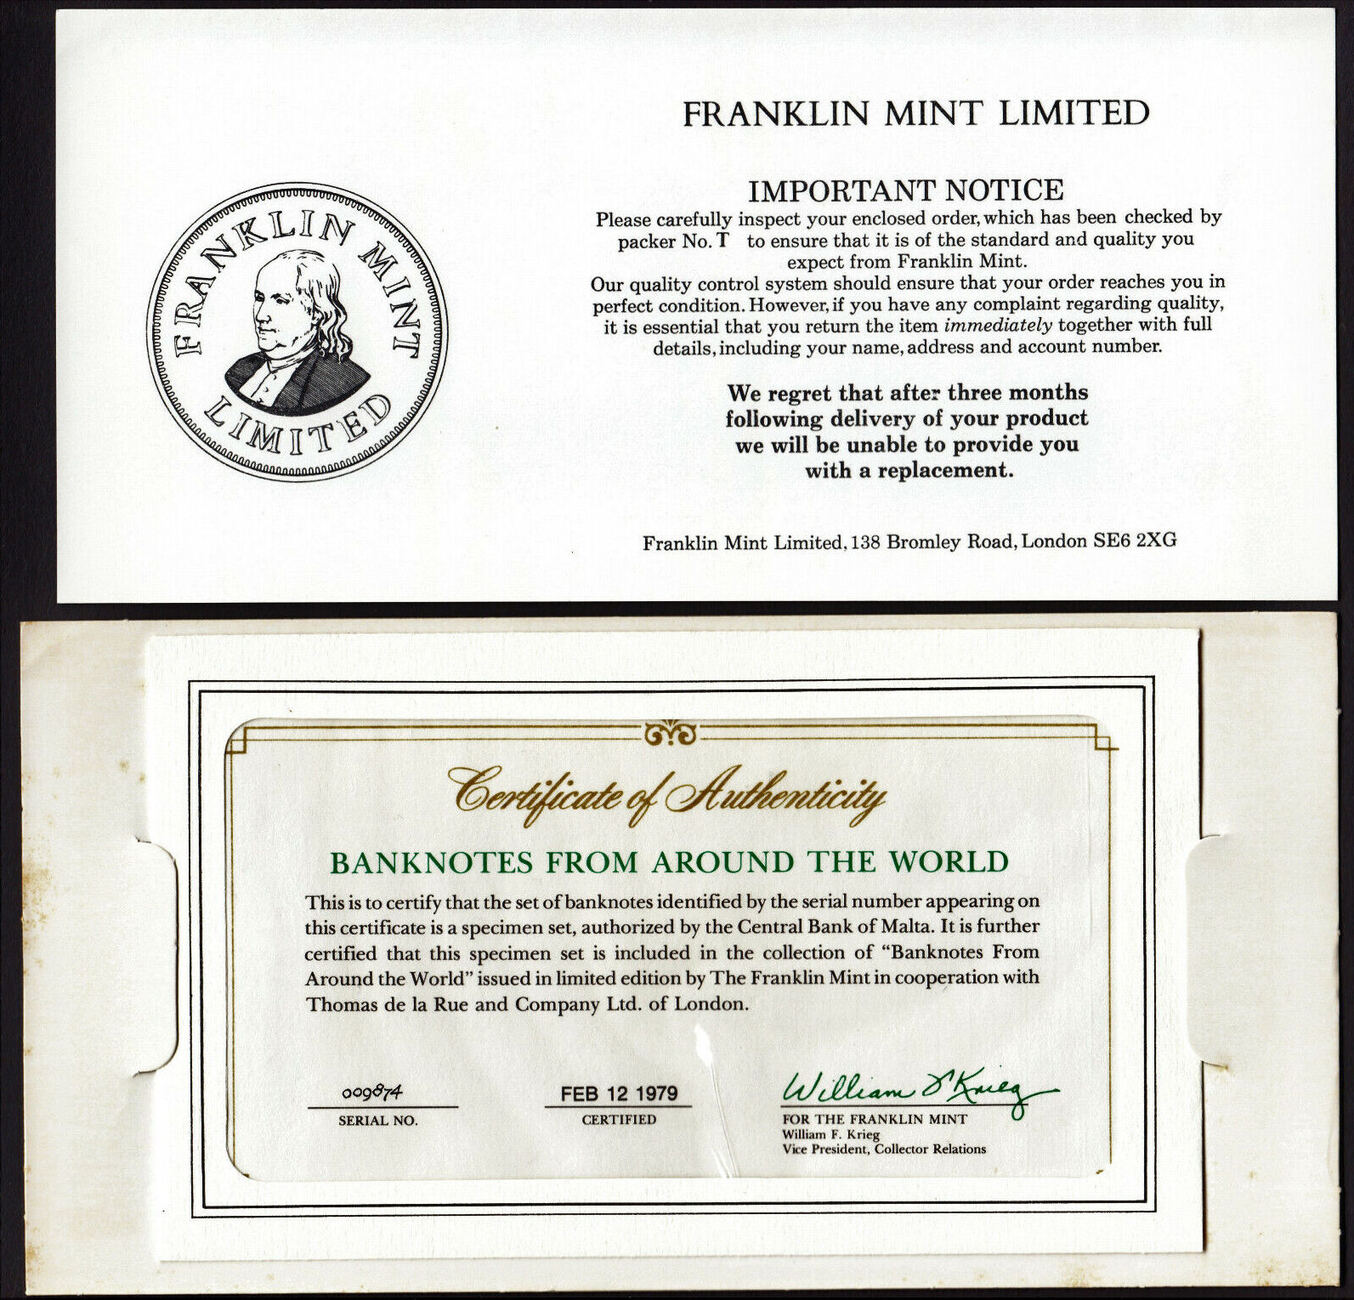 FRANKLIN MINT
LIMITED
FRANKLIN MINT LIMITED
IMPORTANT NOTICE
Please carefully inspect your enclosed order, which has been checked by
packer No. T to ensure that it is of the standard and quality you
expect from Franklin Mint.
Our quality control system should ensure that your order reaches you in
perfect condition. However, if you have any complaint regarding quality,
it is essential that you return the item immediately together with full
details, including your name, address and account number.
We regret that after three months
following delivery of your product
we will be unable to provide you
with a replacement.
Franklin Mint Limited, 138 Bromley Road, London SE6 2XG
Certificate of Authenticity
BANKNOTES FROM AROUND THE WORLD
This is to certify that the set of banknotes identified by the serial number appearing on
this certificate is a specimen set, authorized by the Central Bank of Malta. It is further
certified that this specimen set is included in the collection of “Banknotes From
Around the World” issued in limited edition by The Franklin Mint in cooperation with
Thomas de la Rue and Company Ltd. of London.
009874
SERIAL NO.
FEB 12 1979
CERTIFIED
William F Krieg
FOR THE FRANKLIN MINT
William F. Krieg
Vice President, Collector Relations